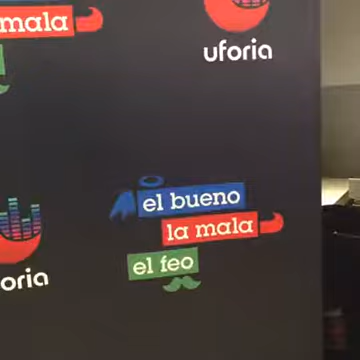 mala
uforia
el bueno
la mala
el feo
oria